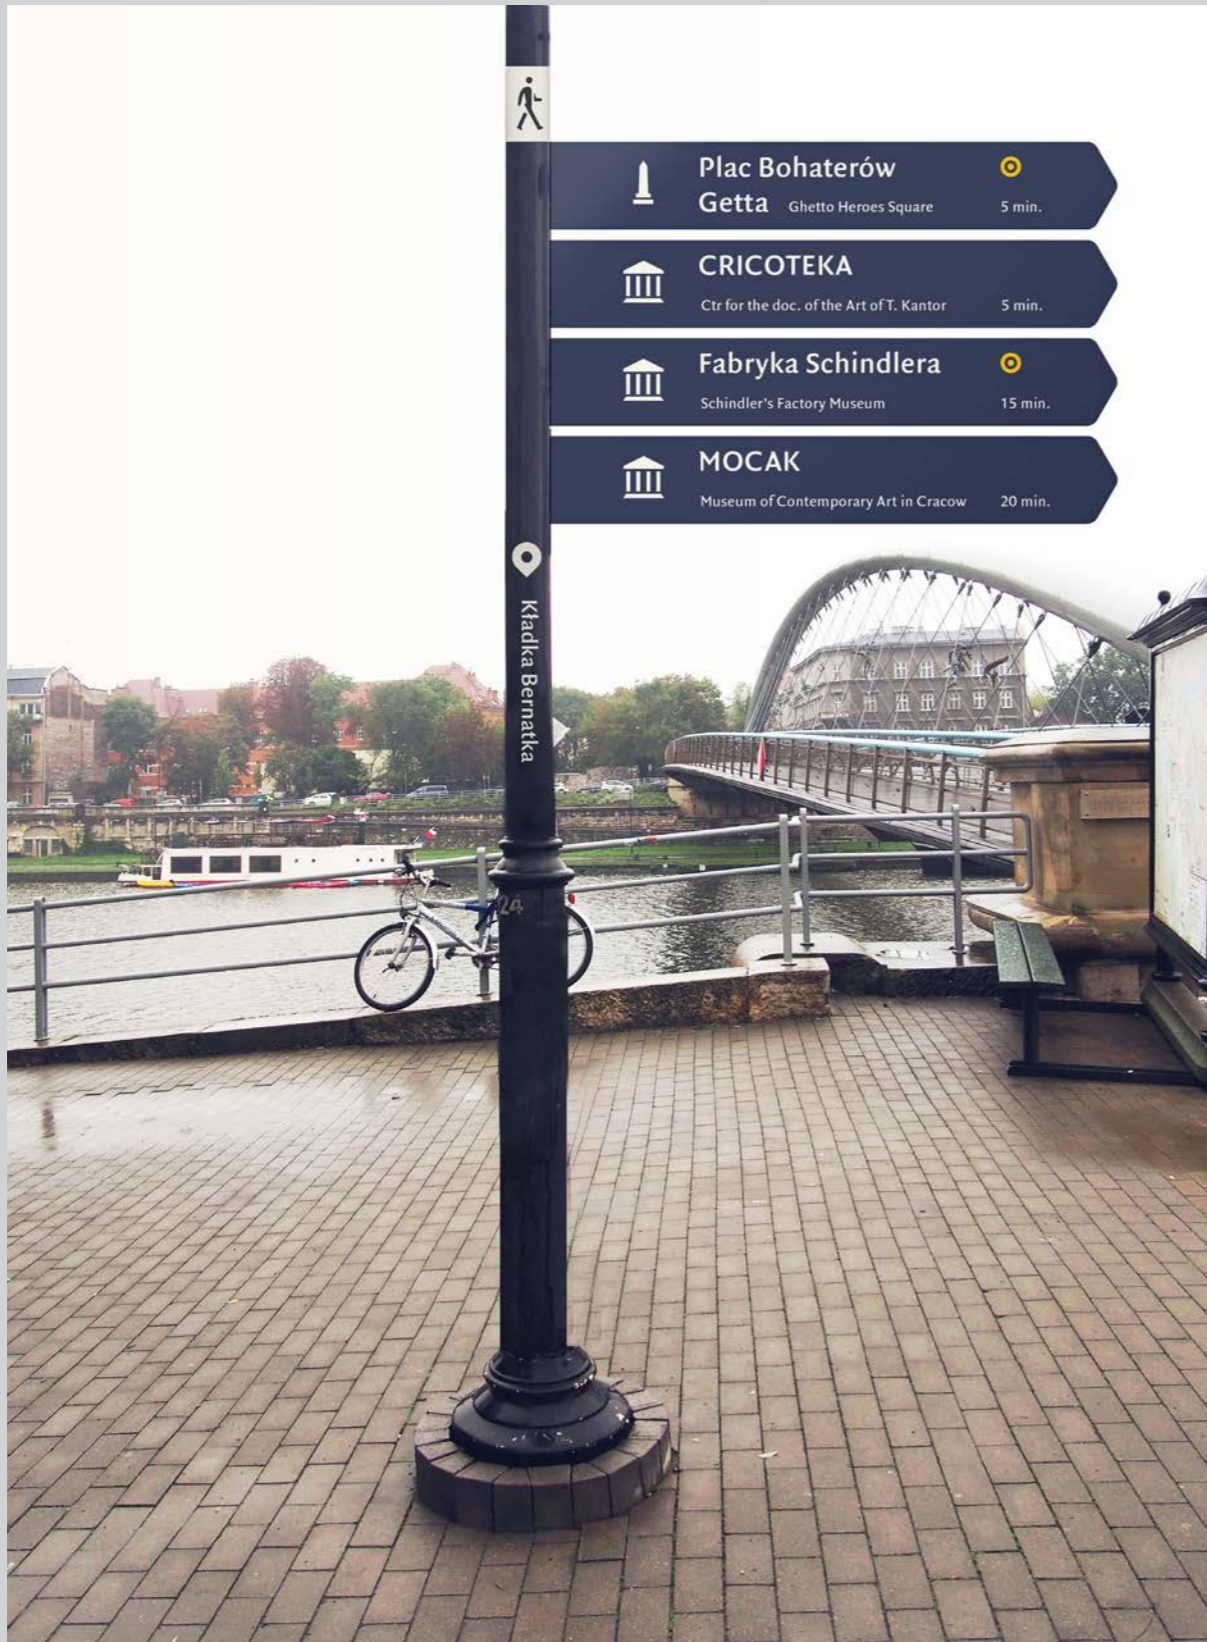 Plac Bohaterów
Getta Ghetto Heroes Square 5 min.
CRICOTEKA
Ctr for the doc. of the Art of T. Kantor 5 min.
Fabryka Schindlera
Schindler's Factory Museum 15 min.
MOCAK
Museum of Contemporary Art in Cracow 20 min.
Kładka Bernatka
24